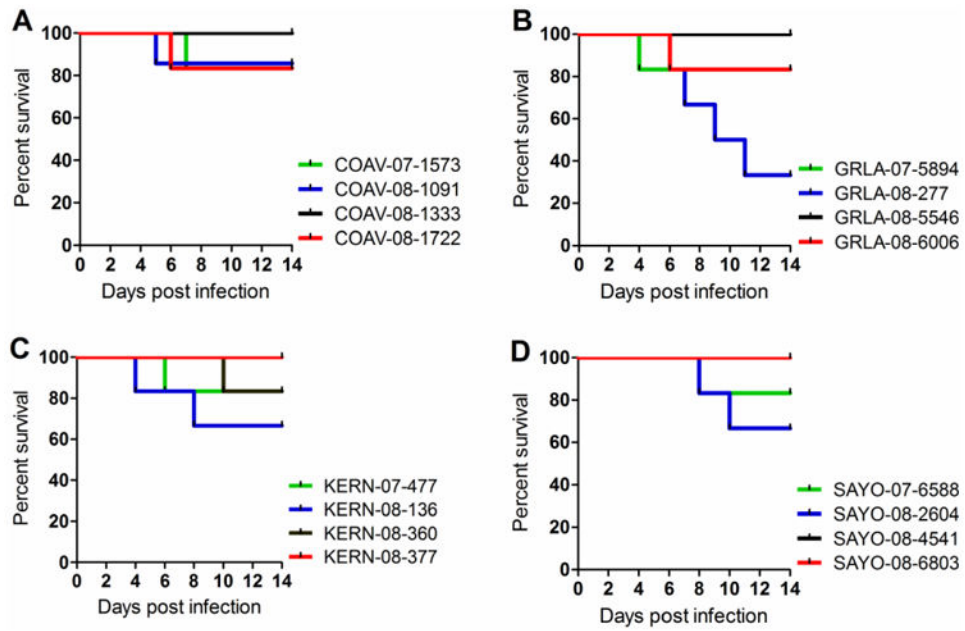 A
Percent survival
100
80
60
40
20
0
0 2 4 6 8 10 12 14
Days post infection
COAV-07-1573
COAV-08-1091
COAV-08-1333
COAV-08-1722
B
Percent survival
100
80
60
40
20
0
0 2 4 6 8 10 12 14
Days post infection
GRLA-07-5894
GRLA-08-277
GRLA-08-5546
GRLA-08-6006
C
Percent survival
100
80
60
40
20
0
0 2 4 6 8 10 12 14
Days post infection
KERN-07-477
KERN-08-136
KERN-08-360
KERN-08-377
D
Percent survival
100
80
60
40
20
0
0 2 4 6 8 10 12 14
Days post infection
SAYO-07-6588
SAYO-08-2604
SAYO-08-4541
SAYO-08-6803